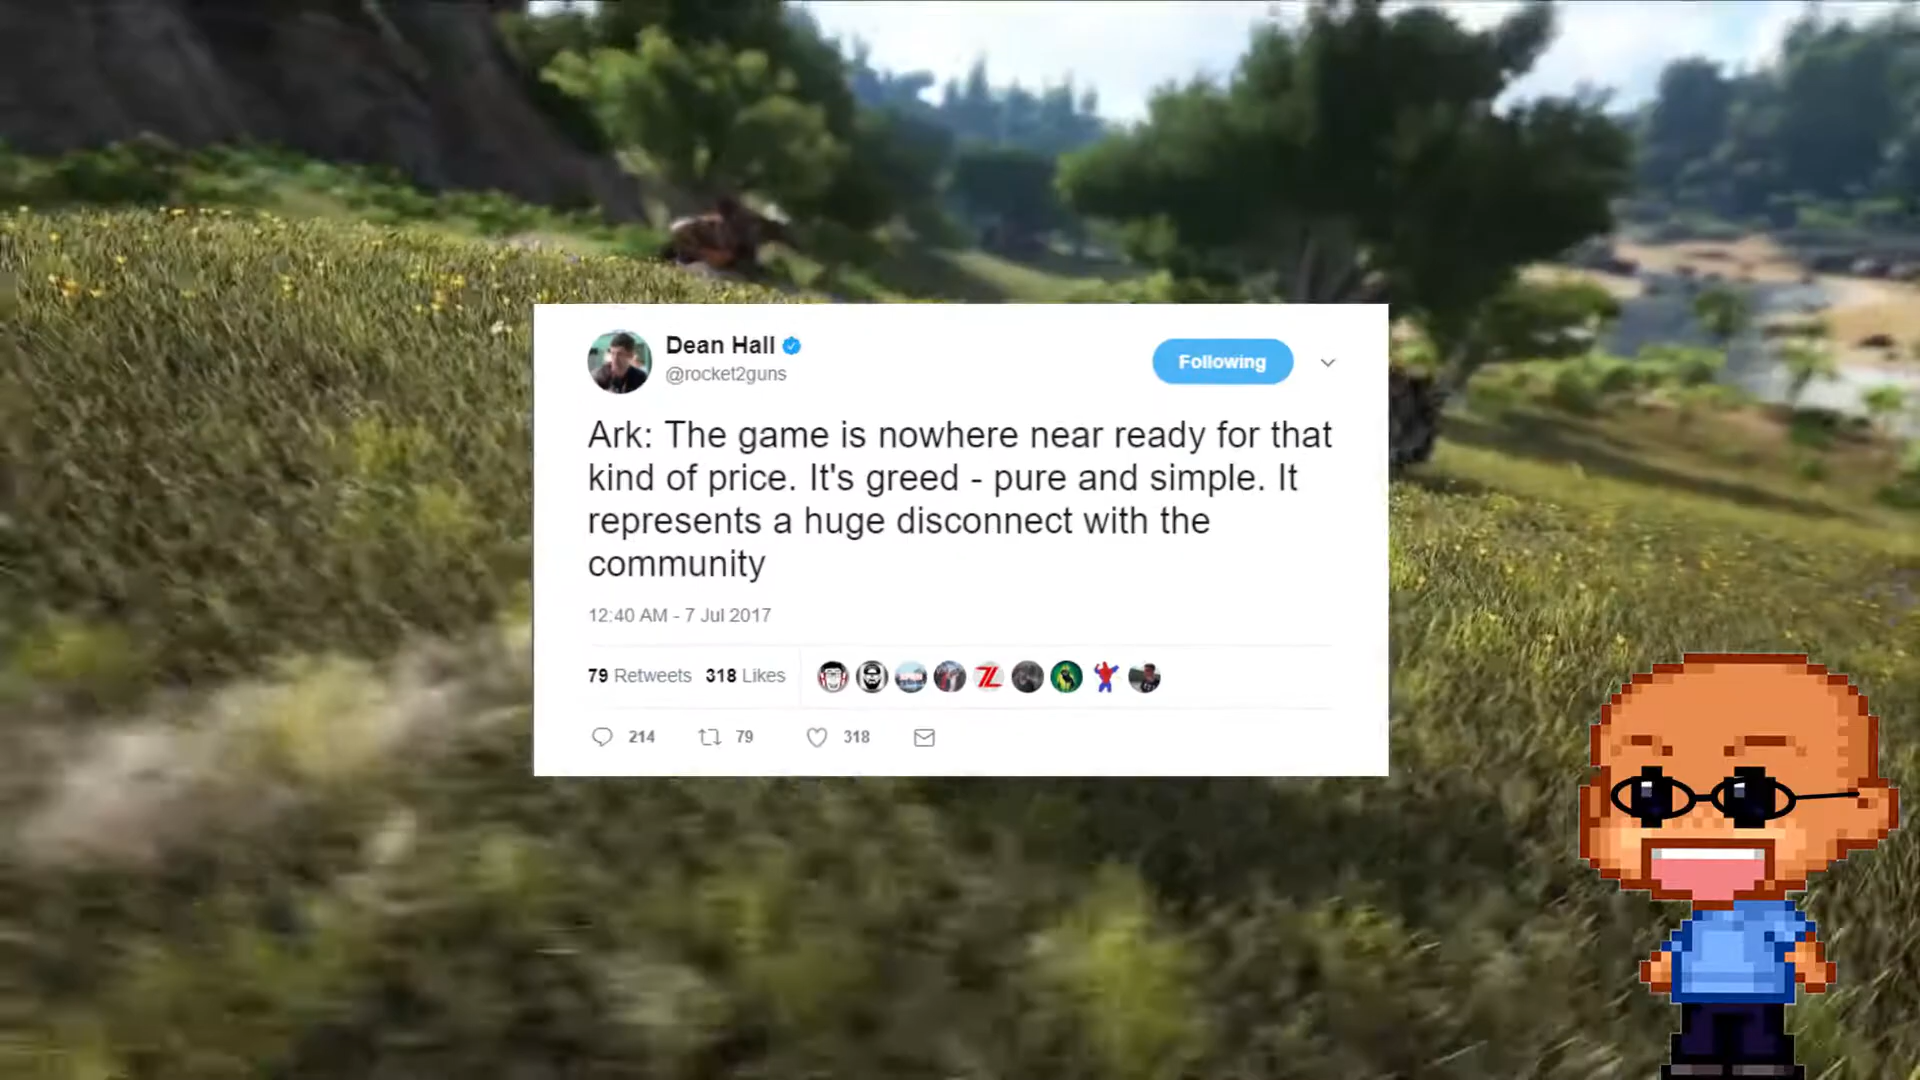 Dean Hall
@rocket2guns
Following
Ark: The game is nowhere near ready for that
kind of price. It's greed - pure and simple. It
represents a huge disconnect with the
community
12:40 AM - 7 Jul 2017
79 Retweets 318 Likes
214 79 318